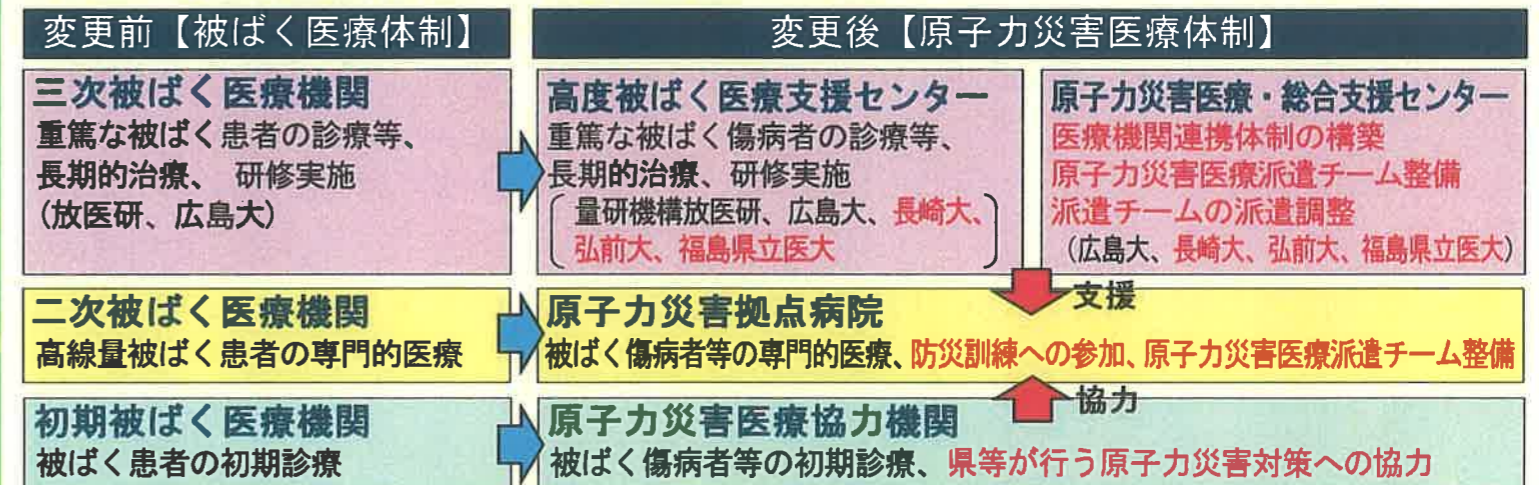 変更前【被ばく医療体制】
変更後【原子力災害医療体制】
三次被ばく医療機関
重篤な被ばく患者の診療等、
長期的治療、 研修実施
(放医研、広島大)
高度被ばく医療支援センター
重篤な被ばく傷病者の診療等、
長期的治療、研修実施
量研機構放医研、広島大、長崎大、
弘前大、福島県立医大
原子力災害医療・総合支援センター
医療機関連携体制の構築
原子力災害医療派遣チーム整備
派遣チームの派遣調整
(広島大、長崎大、弘前大、福島県立医大)
支援
二次被ばく医療機関
高線量被ばく患者の専門的医療
原子力災害拠点病院
被ばく傷病者等の専門的医療、防災訓練への参加、原子力災害医療派遣チーム整備
協力
初期被ばく医療機関
被ばく患者の初期診療
原子力災害医療協力機関
被ばく傷病者等の初期診療、県等が行う原子力災害対策への協力